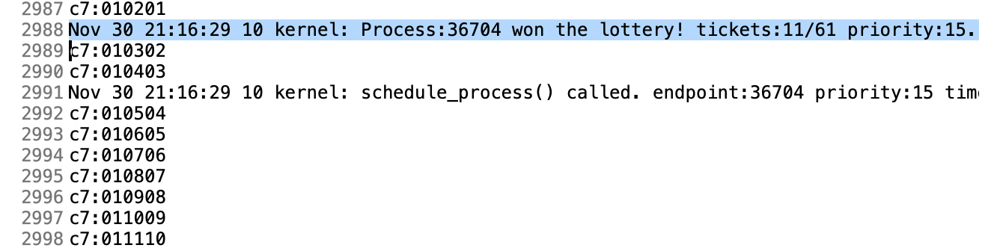 2987 c7:010201
2988 Nov 30 21:16:29 10 kernel: Process:36704 won the lottery! tickets:11/61 priority:15.
2989 c7:010302
2990 c7:010403
2991 Nov 30 21:16:29 10 kernel: schedule_process() called. endpoint:36704 priority:15
2992 c7:010504
2993 c7:010605
2994 c7:010706
2995 c7:010807
2996 c7:010908
2997 c7:011009
2998 c7:011110